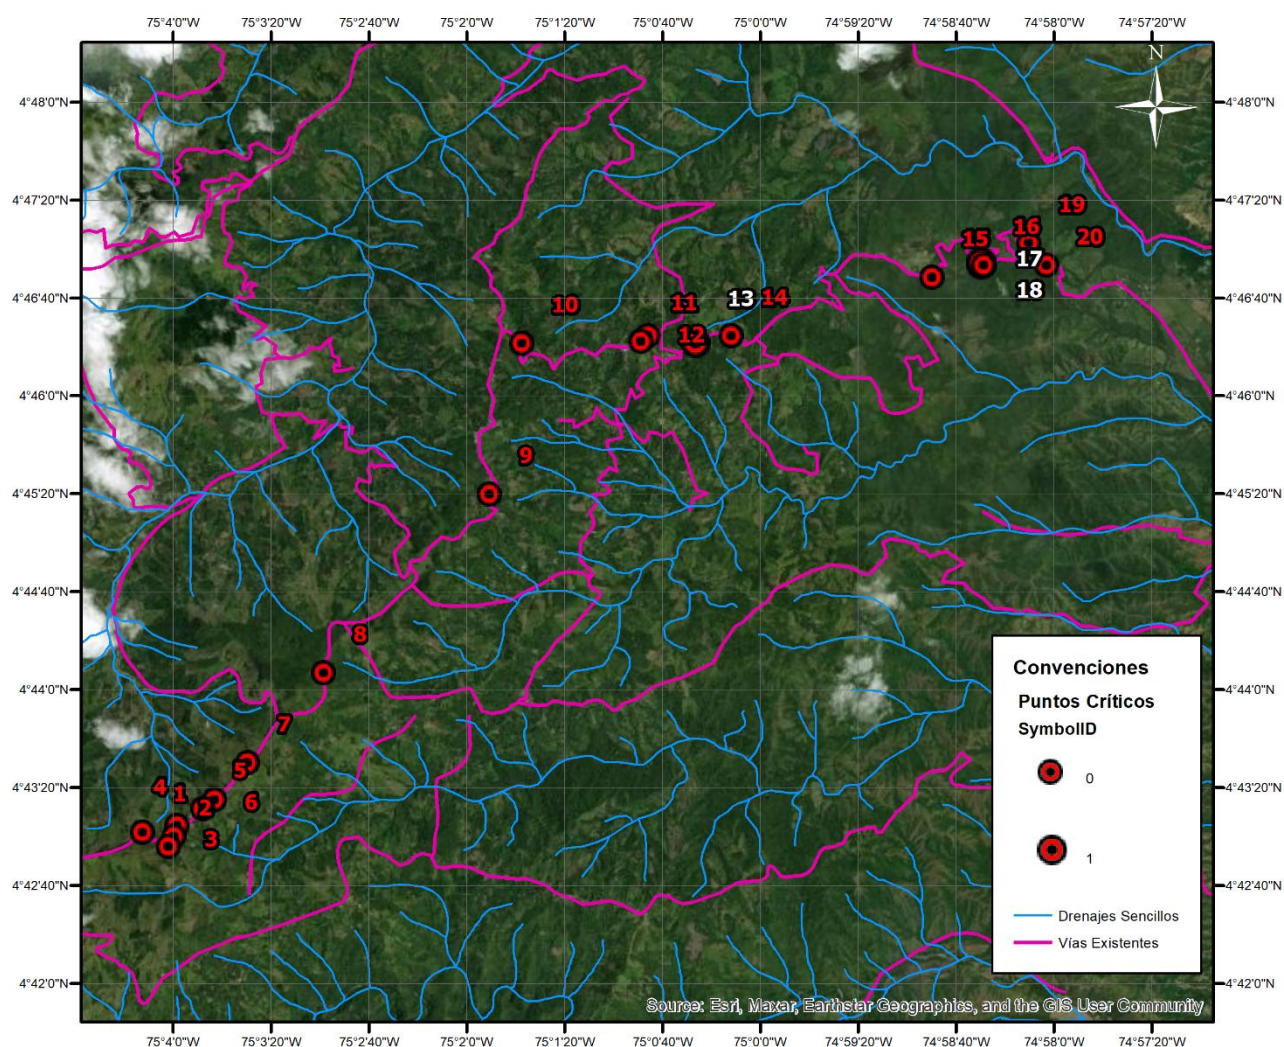 75°4'0"W 75°3'20"W 75°2'40"W 75°2'0"W 75°1'20"W 75°0'40"W 75°0'0"W 74°59'20"W 74°58'40"W 74°58'0"W 74°57'20"W
N
4°48'0"N 4°48'0"N
4°47'20"N 4°47'20"N
19
16
15 20
17
4°46'40"N 4°46'40"N
18
10 11 13 14
12
4°46'0"N 4°46'0"N
9
4°45'20"N 4°45'20"N
4°44'40"N 4°44'40"N
8
4°44'0"N 4°44'0"N
7
5
4°43'20"N 4°43'20"N
4 1 2 6
3
4°42'40"N 4°42'40"N
4°42'0"N 4°42'0"N
Convenciones
Puntos Críticos
SymbolID
0
1
Drenajes Sencillos
Vías Existentes
Source: Esri, Maxar, Earthstar Geographics, and the GIS User Community
75°4'0"W 75°3'20"W 75°2'40"W 75°2'0"W 75°1'20"W 75°0'40"W 75°0'0"W 74°59'20"W 74°58'40"W 74°58'0"W 74°57'20"W